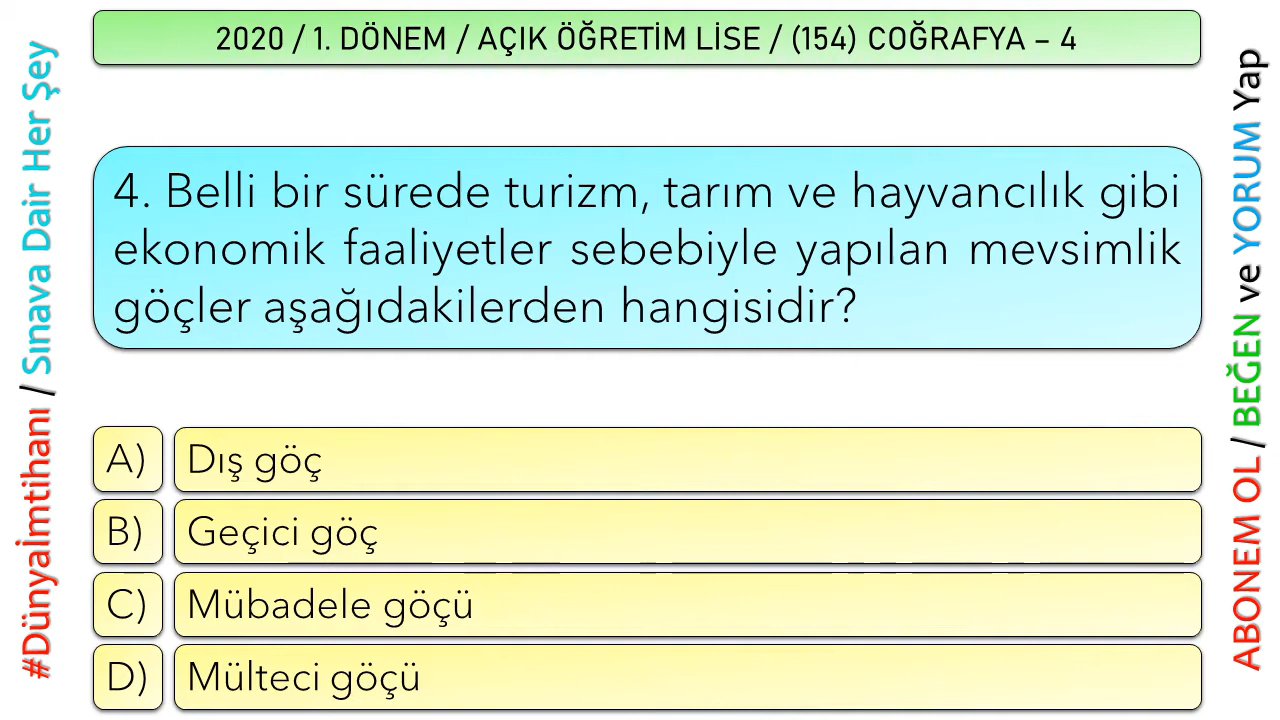 2020 / 1. DÖNEM / AÇIK ÖĞRETİM LİSE / (154) COĞRAFYA – 4
4. Belli bir sürede turizm, tarım ve hayvancılık gibi
ekonomik faaliyetler sebebiyle yapılan mevsimlik
göçler aşağıdakilerden hangisidir?
A) Dış göç
B) Geçici göç
C) Mübadele göçü
D) Mülteci göçü
#Dünyaİmtihanı / Sınava Dair Her Şey
ABONEM OL / BEĞEN ve YORUM Yap